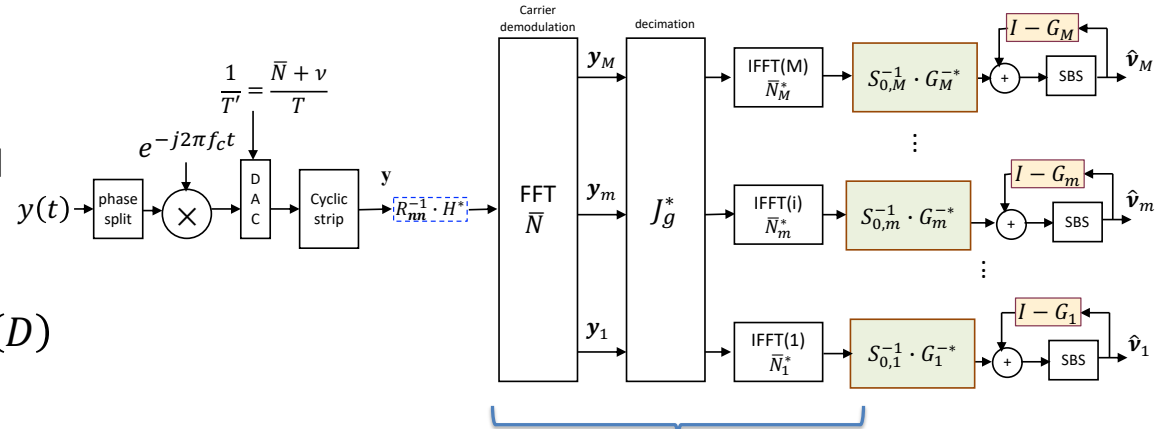 Carrier
demodulation
decimation
1/T′ = (N̅ + ν)/T
e^{−j2πf_c t}
y(t)
phase
split
×
D
A
C
Cyclic
strip
𝐲
R_{𝒏𝒏}^{−1} · H*
FFT
N̅
𝒚_M
𝒚_m
𝒚_1
J_g^*
IFFT(M)
N̅_M^*
S_{0,M}^{−1} · G_M^{−*}
I − G_M
+
SBS
𝒗̂_M
⋮
IFFT(i)
N̅_m^*
S_{0,m}^{−1} · G_m^{−*}
I − G_m
+
SBS
𝒗̂_m
⋮
IFFT(1)
N̅_1^*
S_{0,1}^{−1} · G_1^{−*}
I − G_1
+
SBS
𝒗̂_1
(D)